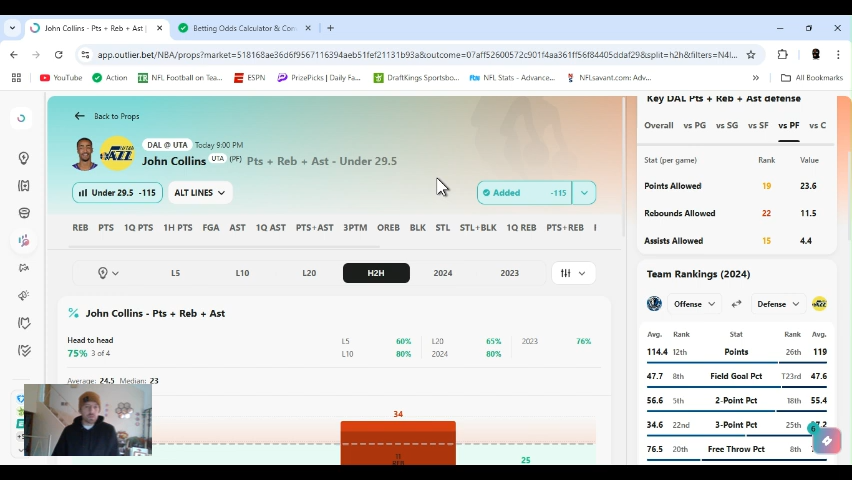 John Collins - Pts + Reb + Ast |
Betting Odds Calculator & Con
app.outlier.bet/NBA/props?market=518168ae36d6f9567116394aeb51fef21131b93a&outcome=07aff52600572c901f4aa361ff56f84405ddaf29&split=h2h&filters=N4I...
YouTube
Action
NFL Football on Tea...
ESPN
PrizePicks | Daily Fa...
DraftKings Sportsbo...
NFL Stats - Advance...
NFLsavant.com: Adv...
All Bookmarks
Back to Props
DAL @ UTA Today 9:00 PM
John Collins UTA (PF) Pts + Reb + Ast - Under 29.5
Under 29.5 -115
ALT LINES
Added -115
REB PTS 1Q PTS 1H PTS FGA AST 1Q AST PTS+AST 3PTM OREB BLK STL STL+BLK 1Q REB PTS+REB
L5 L10 L20 H2H 2024 2023
John Collins - Pts + Reb + Ast
Head to head
75% 3 of 4
L5 60% L20 65% 2023 76%
L10 80% 2024 80%
Average: 24.5 Median: 23
34
11
25
Key DAL Pts + Reb + Ast defense
Overall vs PG vs SG vs SF vs PF vs C
Stat (per game) Rank Value
Points Allowed 19 23.6
Rebounds Allowed 22 11.5
Assists Allowed 15 4.4
Team Rankings (2024)
Offense Defense
Avg. Rank Stat Rank Avg.
114.4 12th Points 26th 119
47.7 8th Field Goal Pct T23rd 47.6
56.6 5th 2-Point Pct 18th 55.4
34.6 22nd 3-Point Pct 25th
76.5 20th Free Throw Pct 8th